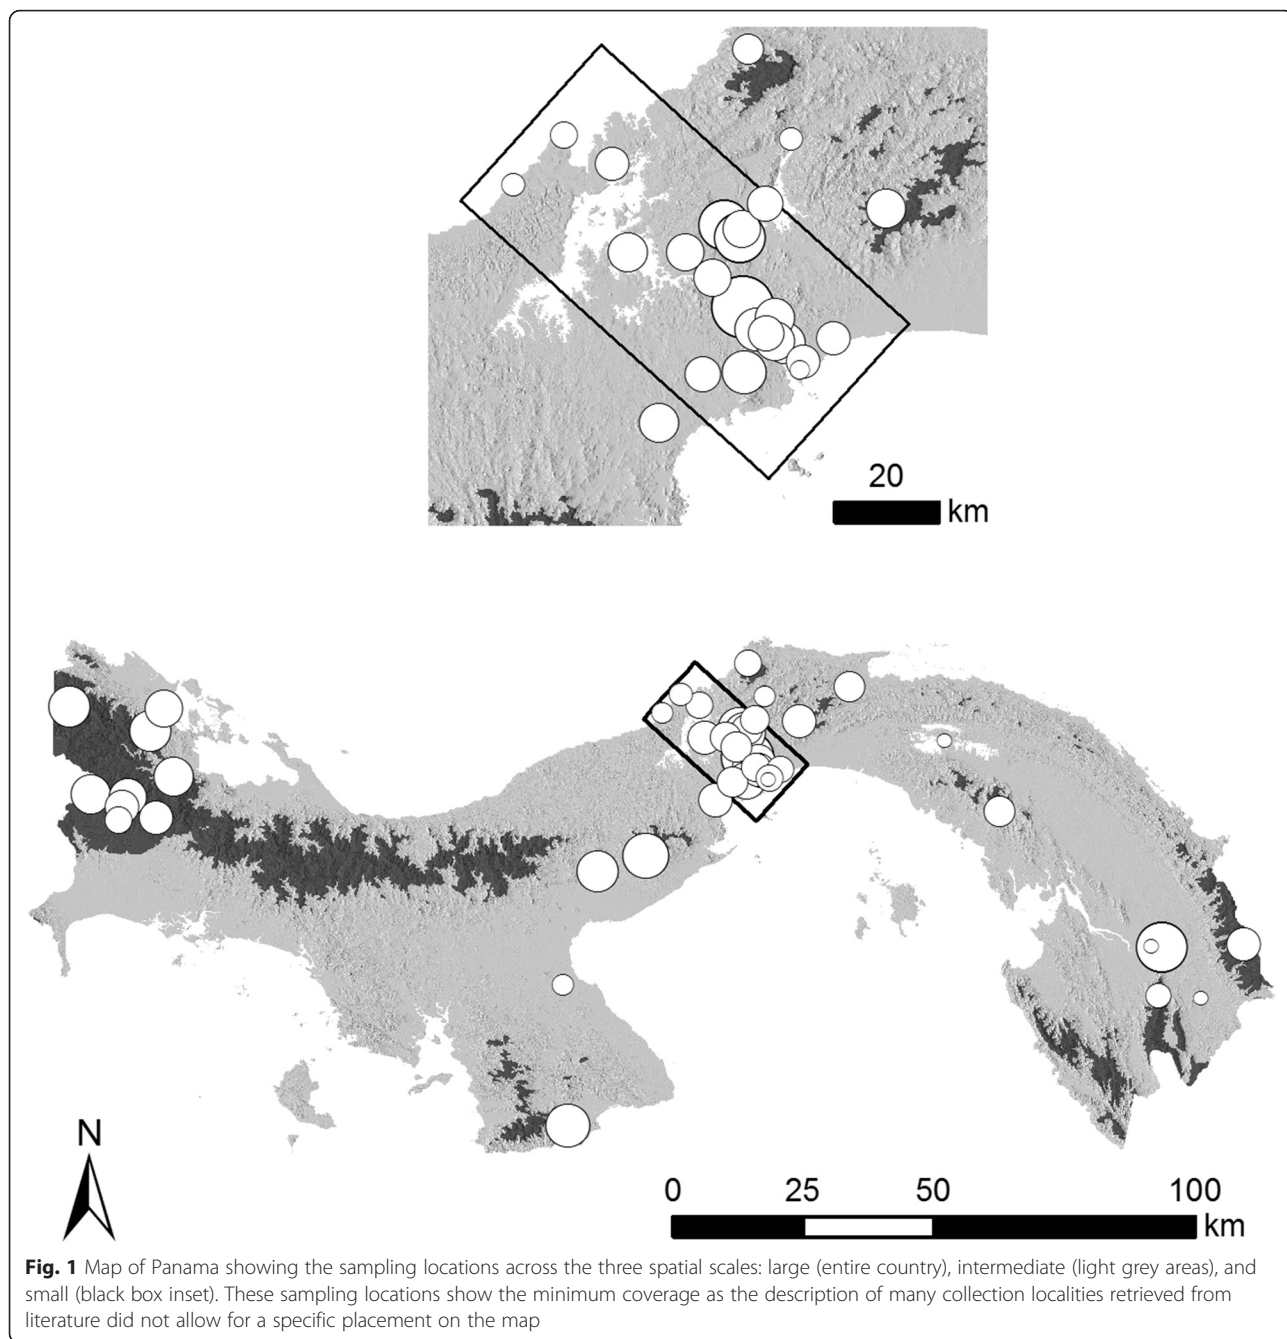 20
km
N
0 25 50 100
km
Fig. 1 Map of Panama showing the sampling locations across the three spatial scales: large (entire country), intermediate (light grey areas), and
small (black box inset). These sampling locations show the minimum coverage as the description of many collection localities retrieved from
literature did not allow for a specific placement on the map